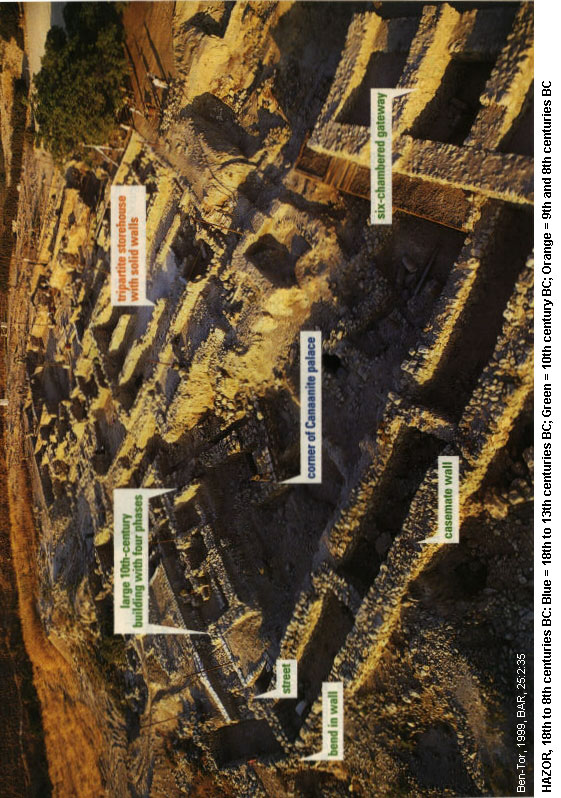 tripartite storehouse
with solid walls
six-chambered gateway
large 10th-century
building with four phases
corner of Canaanite palace
casemate wall
street
bend in wall
Ben-Tor, 1999, BAR, 25:2:35
HAZOR, 18th to 8th centuries BC: Blue = 18th to 13th centuries BC; Green = 10th century BC; Orange = 9th and 8th centuries BC